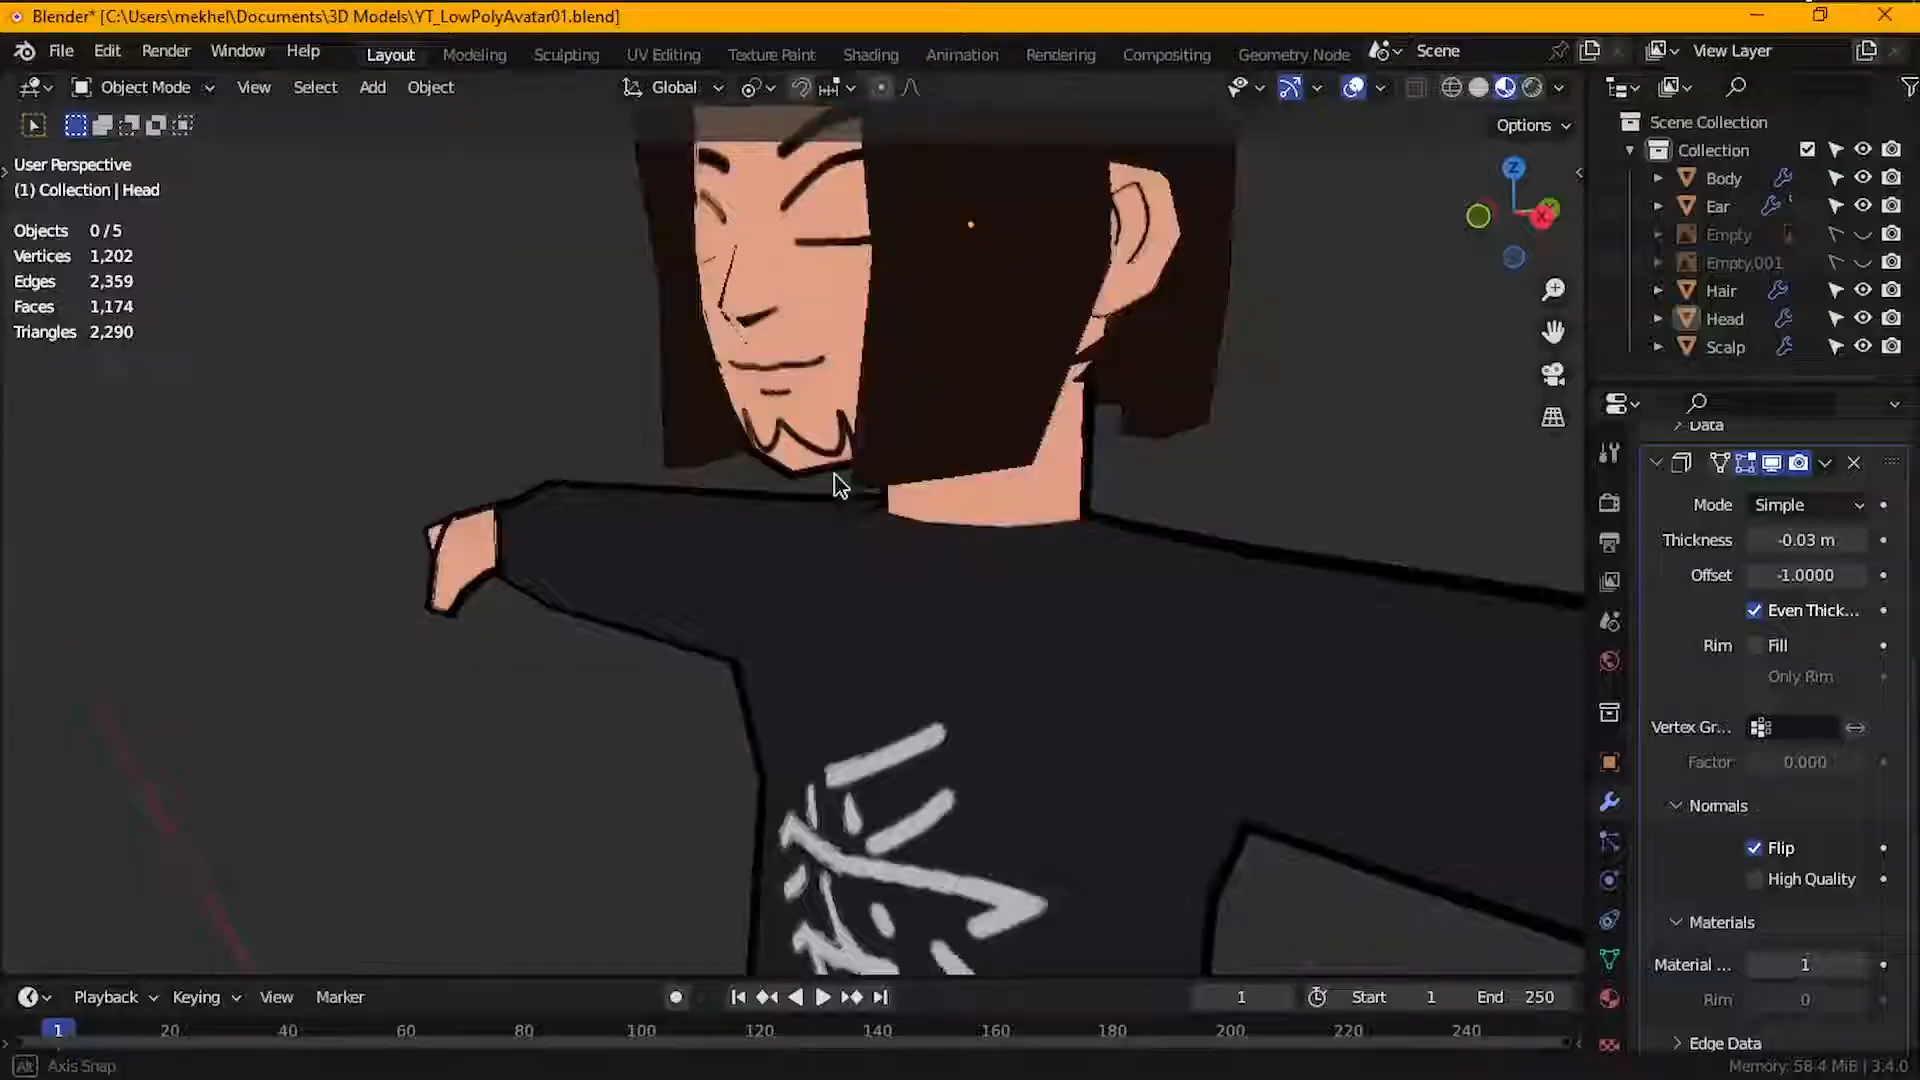 Blender* [C:\Users\mekhel\Documents\3D Models\YT_LowPolyAvatar01.blend]
File Edit Render Window Help Layout Modeling Sculpting UV Editing Texture Paint Shading Animation Rendering Compositing Geometry Node Scene View Layer
Object Mode View Select Add Object Global
Options
User Perspective
(1) Collection | Head
Objects 0/5
Vertices 1,202
Edges 2,359
Faces 1,174
Triangles 2,290
Z
X
Scene Collection
Collection
Body
Ear
Empty
Empty.001
Hair
Head
Scalp
Data
Mode Simple
Thickness -0.03 m
Offset -1.0000
Even Thick...
Rim Fill
Only Rim
Vertex Gr...
Factor 0.000
Normals
Flip
High Quality
Materials
Material ... 1
Rim 0
Edge Data
Playback Keying View Marker 1 Start 1 End 250
1 20 40 60 80 100 120 140 160 180 200 220 240
Alt Axis Snap Memory: 58.4 MiB | 3.4.0